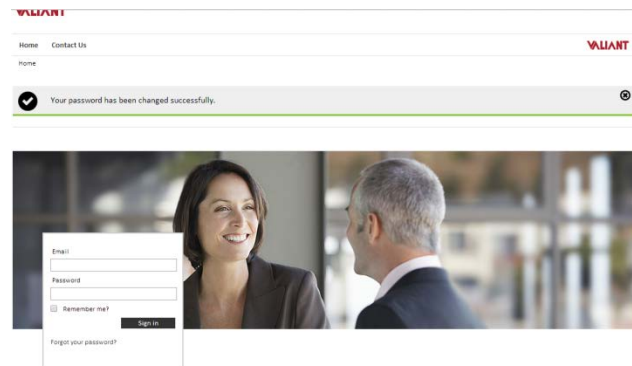 VALIANT
Home Contact Us
VALIANT
Home
Your password has been changed successfully.
Email
Password
Remember me?
Sign in
Forgot your password?